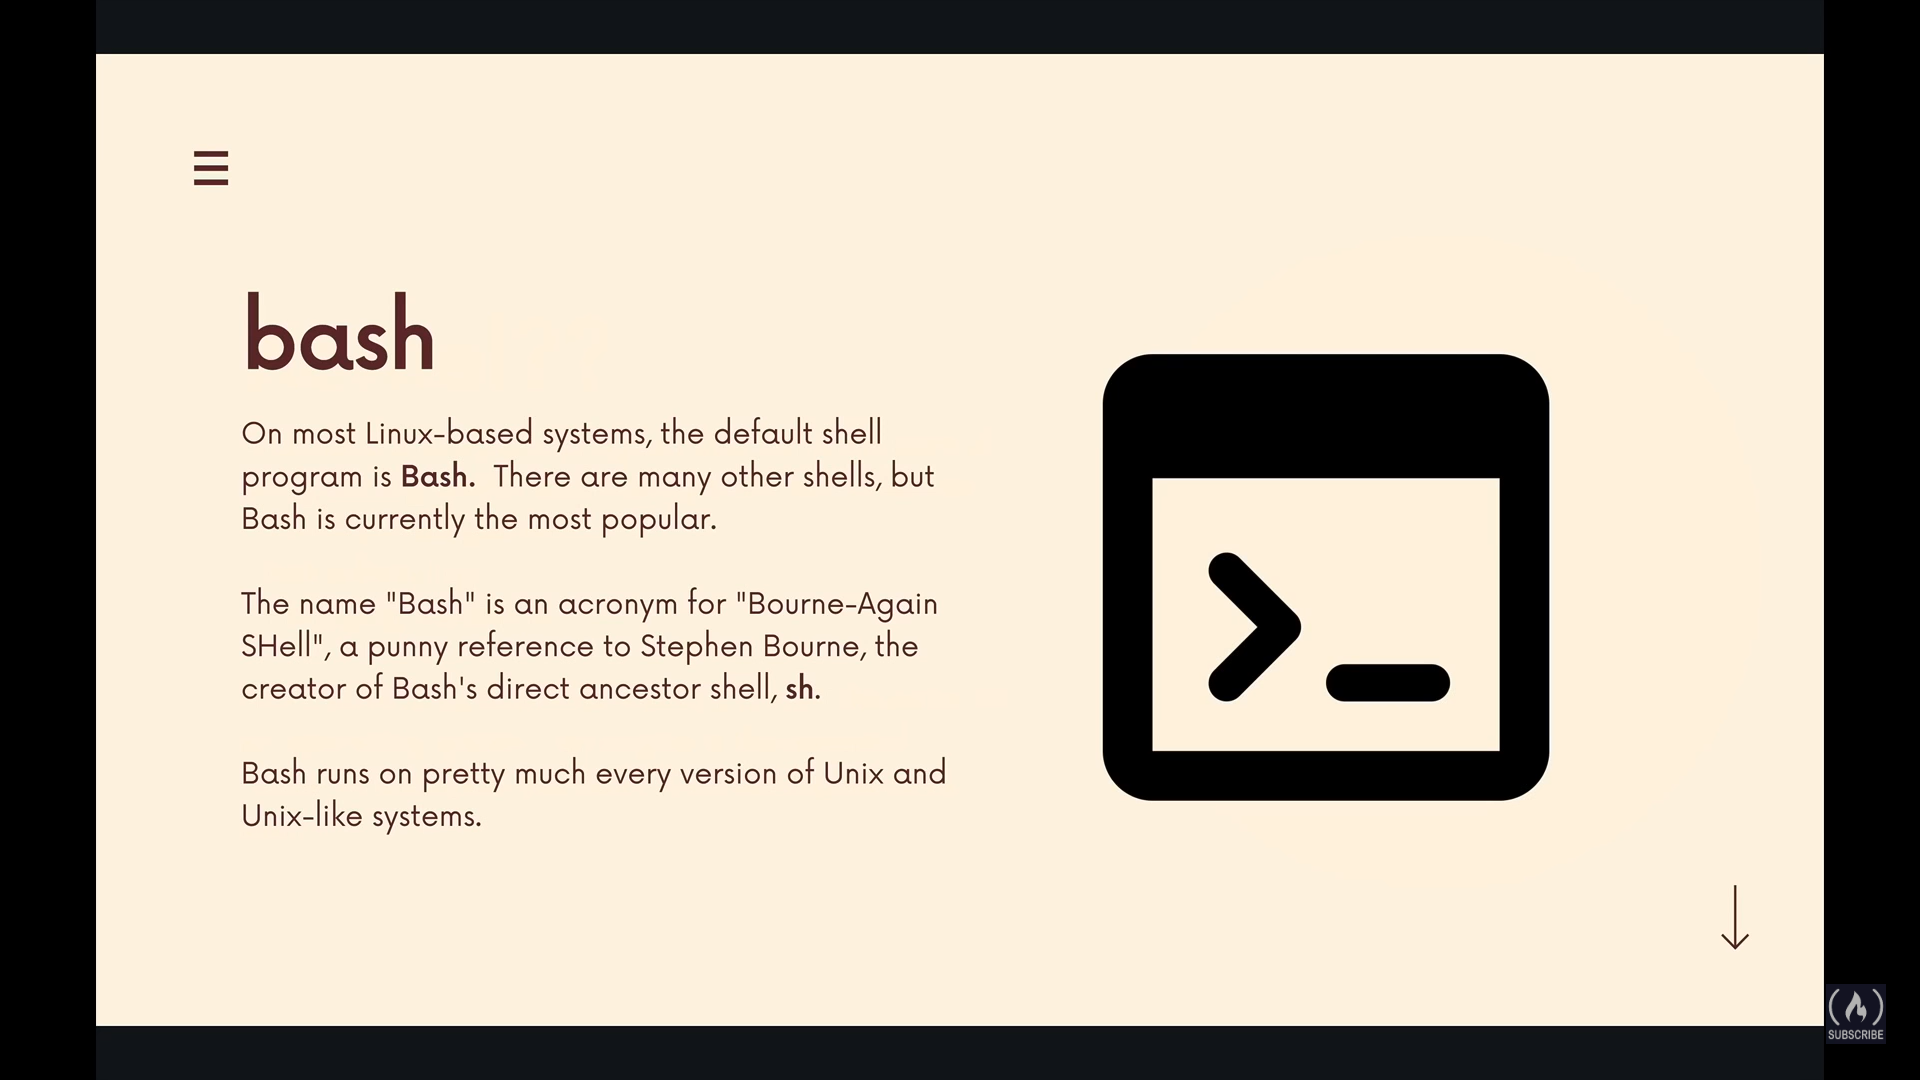 bash
On most Linux-based systems, the default shell
program is Bash.  There are many other shells, but
Bash is currently the most popular.
The name "Bash" is an acronym for "Bourne-Again
SHell", a punny reference to Stephen Bourne, the
creator of Bash's direct ancestor shell, sh.
Bash runs on pretty much every version of Unix and
Unix-like systems.
SUBSCRIBE